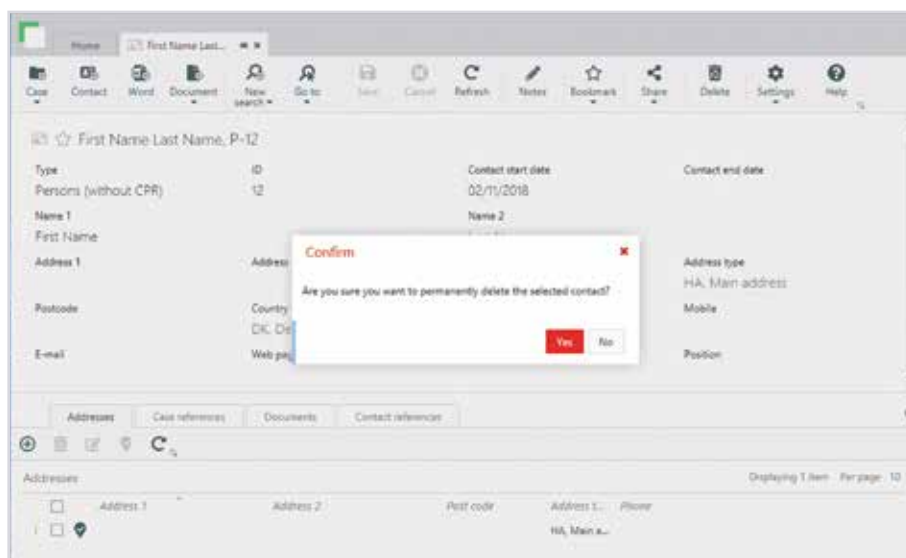 Home First Name Last...
Case Contact Word Document New search Go to Save Cancel Refresh Notes Bookmark Share Delete Settings Help
First Name Last Name, P-12
Type ID Contact start date Contact end date
Persons (without CPR) 12 02/11/2018
Name 1 Name 2
First Name
Address 1 Address Address type
HA, Main address
Confirm
Are you sure you want to permanently delete the selected contact?
Yes No
Postcode Country Mobile
DK, De
E-mail Web pag Position
Addresses Case references Documents Contact references
Addresses Displaying 1 item Per page 10
Address 1 Address 2 Post code Address t... Phone
HA, Main a...